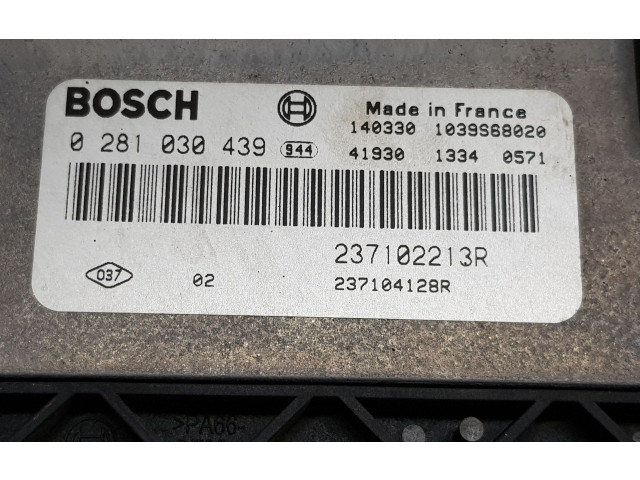 BOSCH
Made in France
140330 1039S68020
0 281 030 439 944
41930 1334 0571
237102213R
037 02
237104128R
>PA66-